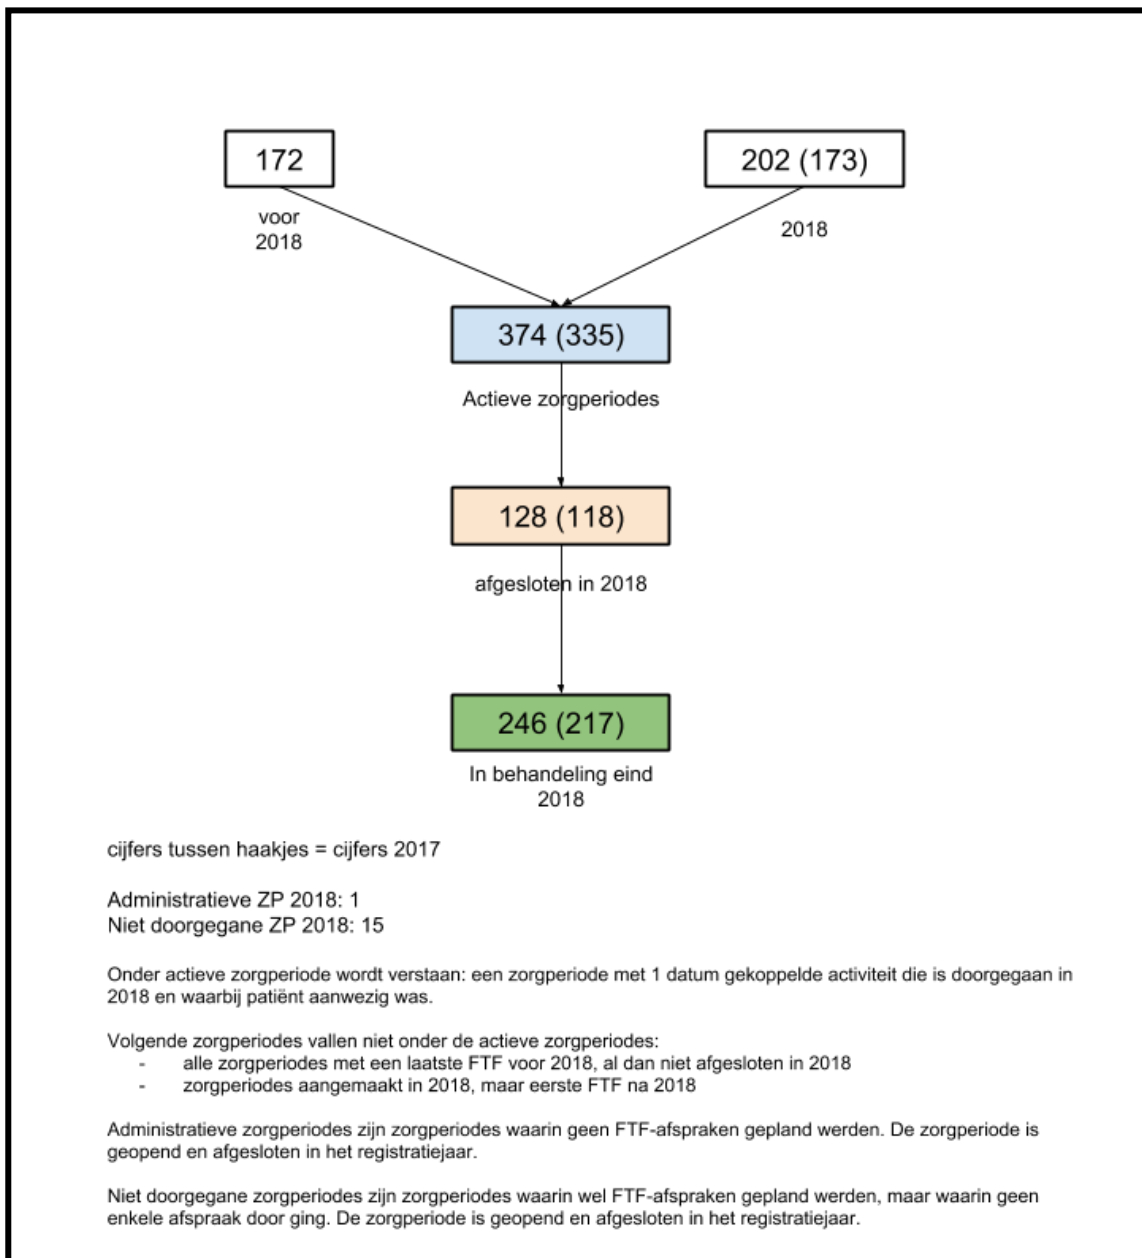 172
202 (173)
voor
2018
2018
374 (335)
Actieve zorgperiodes
128 (118)
afgesloten in 2018
246 (217)
In behandeling eind
2018
cijfers tussen haakjes = cijfers 2017
Administratieve ZP 2018: 1
Niet doorgegane ZP 2018: 15
Onder actieve zorgperiode wordt verstaan: een zorgperiode met 1 datum gekoppelde activiteit die is doorgegaan in
2018 en waarbij patiënt aanwezig was.
Volgende zorgperiodes vallen niet onder de actieve zorgperiodes:
- alle zorgperiodes met een laatste FTF voor 2018, al dan niet afgesloten in 2018
- zorgperiodes aangemaakt in 2018, maar eerste FTF na 2018
Administratieve zorgperiodes zijn zorgperiodes waarin geen FTF-afspraken gepland werden. De zorgperiode is
geopend en afgesloten in het registratiejaar.
Niet doorgegane zorgperiodes zijn zorgperiodes waarin wel FTF-afspraken gepland werden, maar waarin geen
enkele afspraak door ging. De zorgperiode is geopend en afgesloten in het registratiejaar.